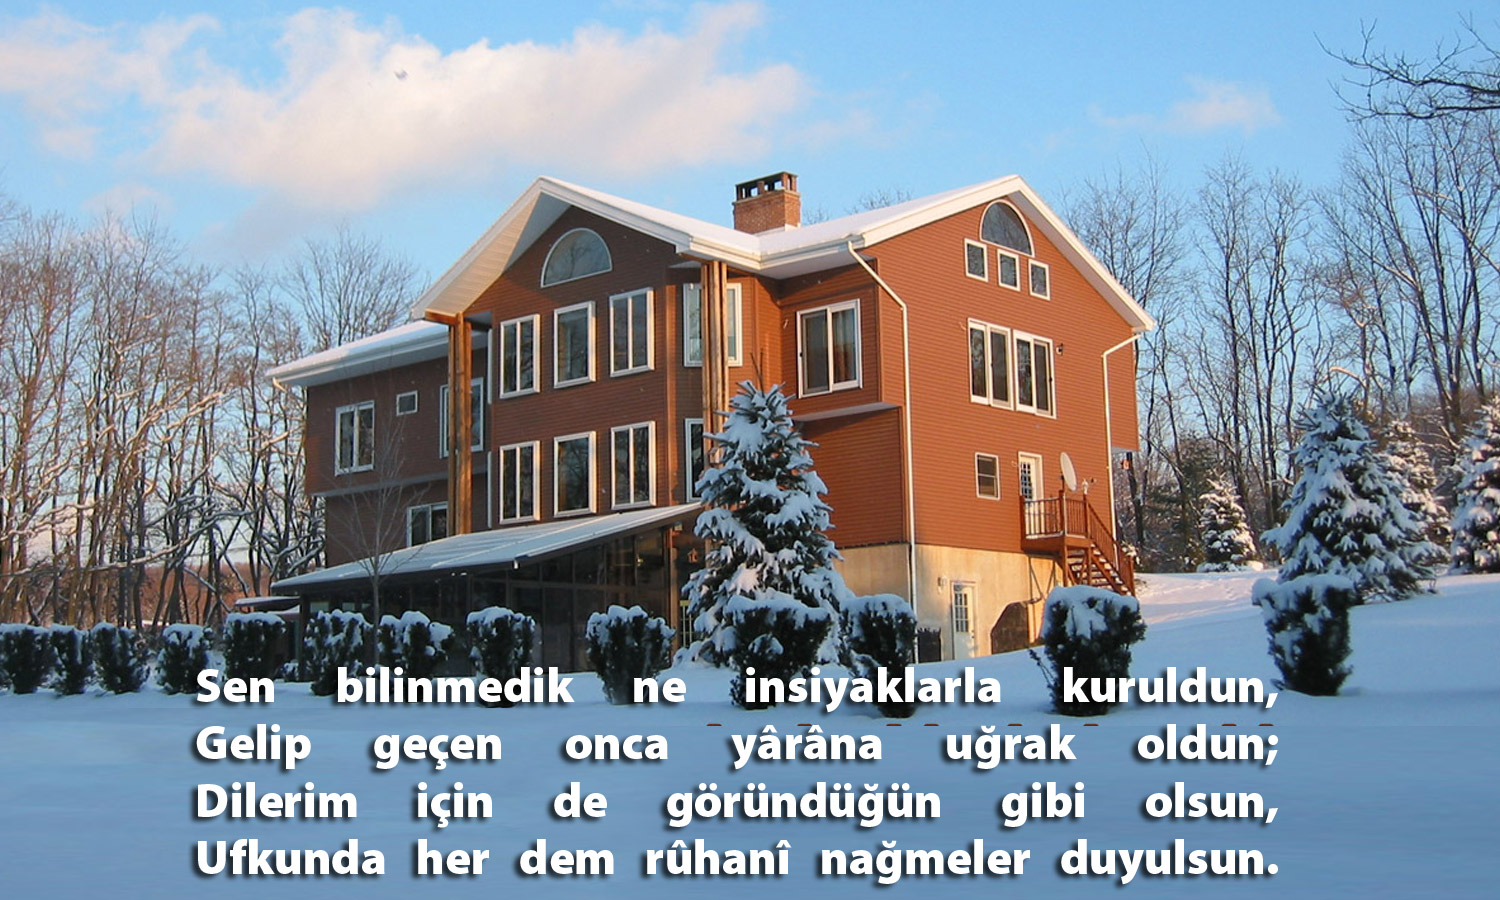 Sen bilinmedik ne insiyaklarla kuruldun,
Gelip geçen onca yârâna uğrak oldun;
Dilerim için de göründüğün gibi olsun,
Ufkunda her dem rûhanî nağmeler duyulsun.